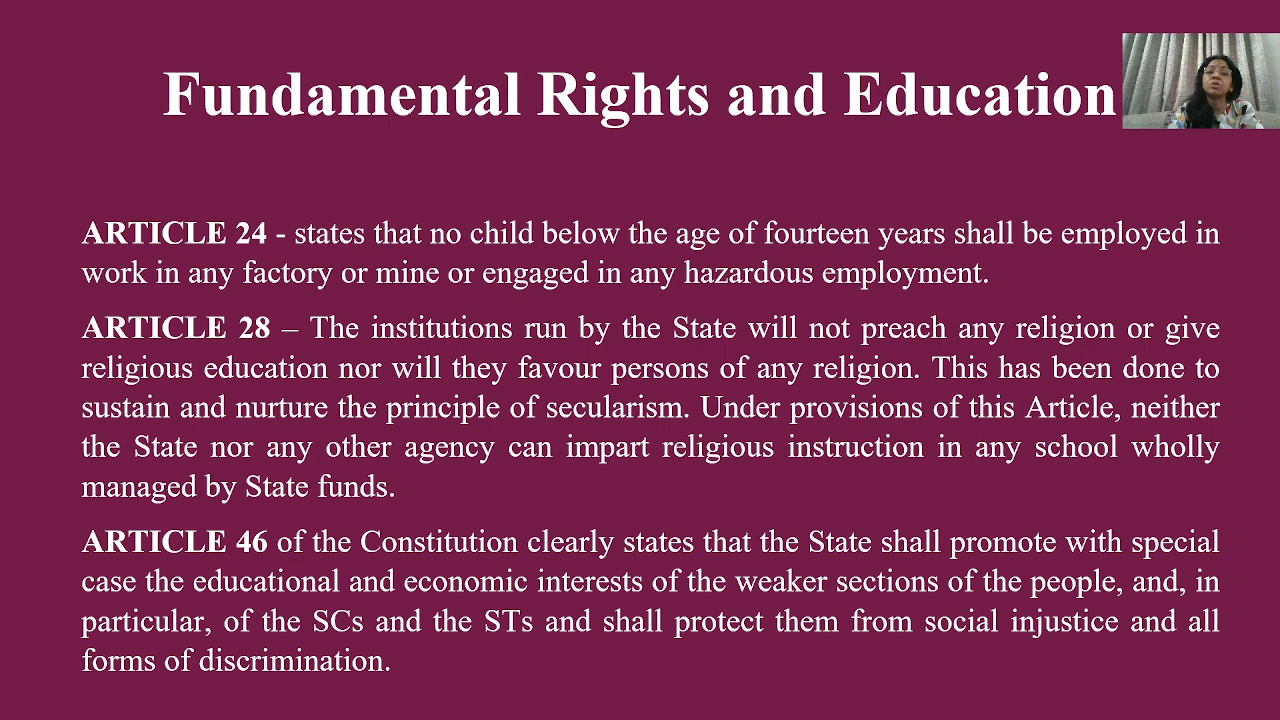 Fundamental Rights and Education
ARTICLE 24 - states that no child below the age of fourteen years shall be employed in
work in any factory or mine or engaged in any hazardous employment.
ARTICLE 28 – The institutions run by the State will not preach any religion or give
religious education nor will they favour persons of any religion. This has been done to
sustain and nurture the principle of secularism. Under provisions of this Article, neither
the State nor any other agency can impart religious instruction in any school wholly
managed by State funds.
ARTICLE 46 of the Constitution clearly states that the State shall promote with special
case the educational and economic interests of the weaker sections of the people, and, in
particular, of the SCs and the STs and shall protect them from social injustice and all
forms of discrimination.